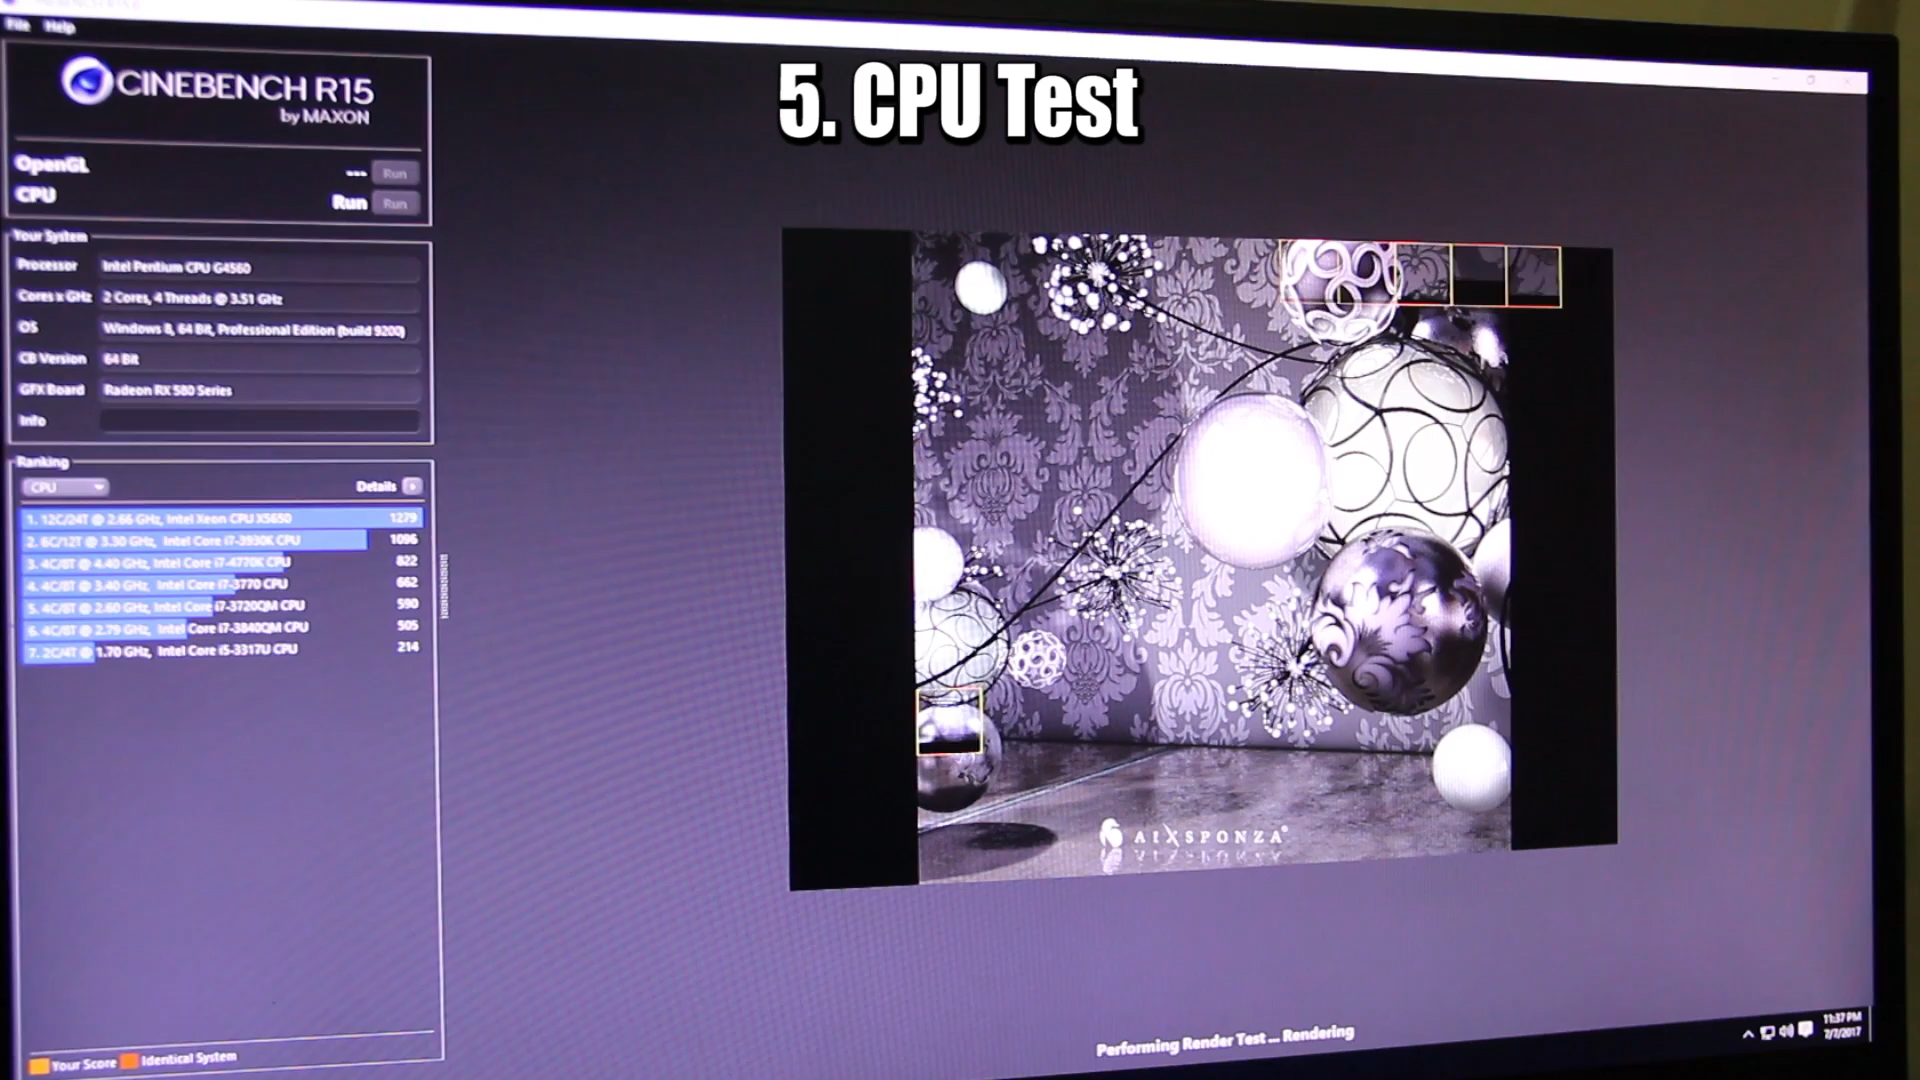 File Help
CINEBENCH R15
by MAXON
5. CPU Test
OpenGL --- Run
CPU Run Run
Your System
Processor Intel Pentium CPU G4560
Cores x GHz 2 Cores, 4 Threads @ 3.51 GHz
OS Windows 8, 64 Bit, Professional Edition (build 9200)
CB Version 64 Bit
GFX Board Radeon RX 580 Series
Info
Ranking
CPU Details +
1. 12C/24T @ 2.66 GHz, Intel Xeon CPU X5650 1279
2. 6C/12T @ 3.30 GHz, Intel Core i7-3930K CPU 1096
3. 4C/8T @ 4.40 GHz, Intel Core i7-4770K CPU 822
4. 4C/8T @ 3.40 GHz, Intel Core i7-3770 CPU 662
5. 4C/8T @ 2.60 GHz, Intel Core i7-3720QM CPU 590
6. 4C/8T @ 2.79 GHz, Intel Core i7-3840QM CPU 505
7. 2C/4T @ 1.70 GHz, Intel Core i5-3317U CPU 214
AIXSPONZA
Your Score Identical System
Performing Render Test ... Rendering
11:37 PM
7/7/2017